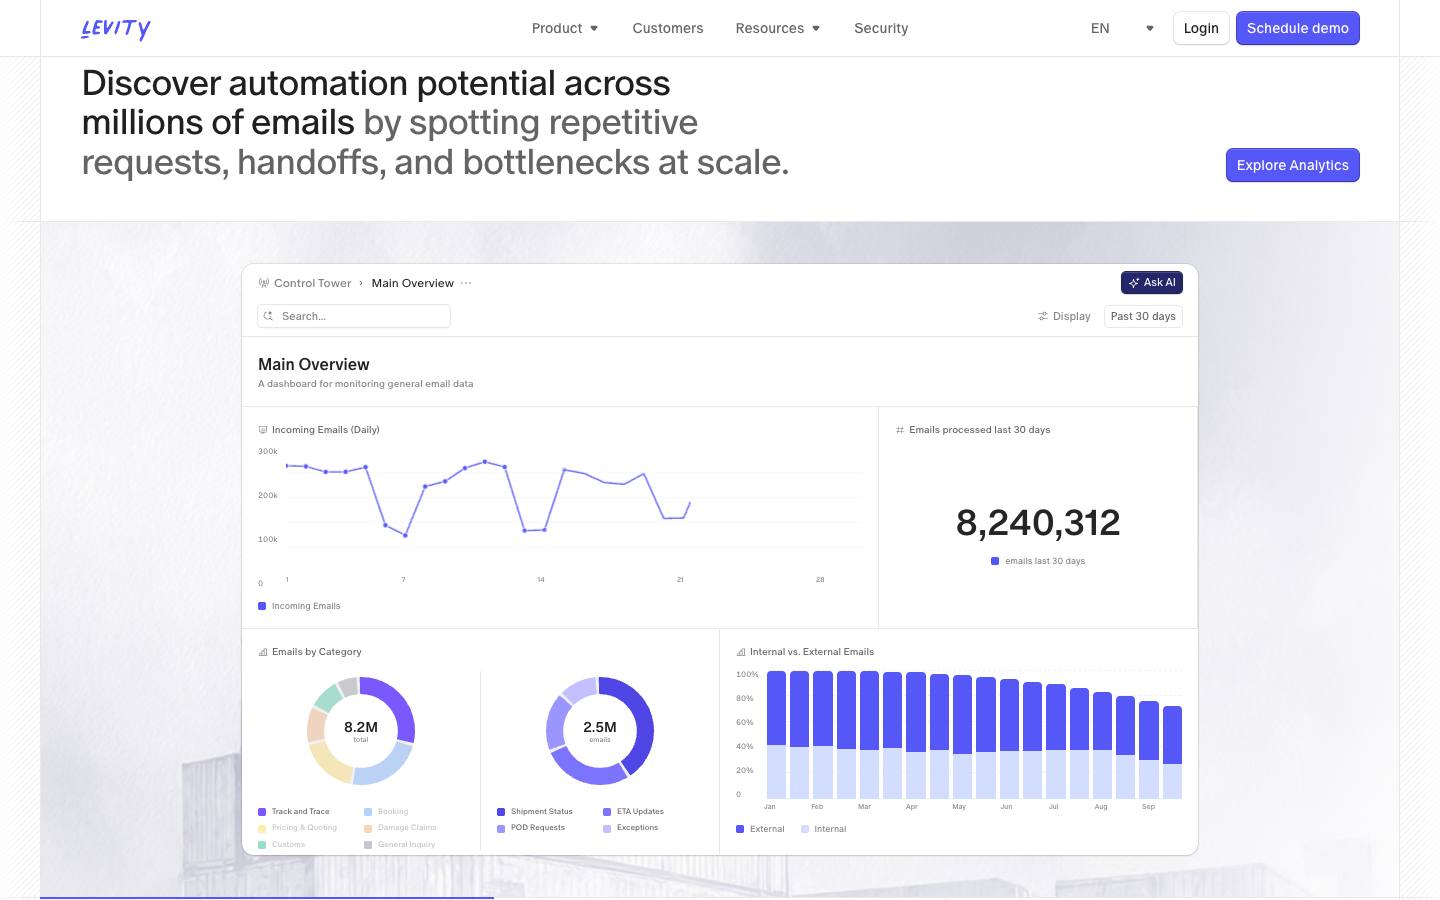 LEVITY
Product
Customers
Resources
Security
EN
Login
Schedule demo
Discover automation potential across
millions of emails by spotting repetitive
requests, handoffs, and bottlenecks at scale.
Explore Analytics
Control Tower › Main Overview ...
Ask AI
Search...
Display
Past 30 days
Main Overview
A dashboard for monitoring general email data
Incoming Emails (Daily)
300k
200k
100k
0
1 7 14 21 28
Incoming Emails
# Emails processed last 30 days
8,240,312
emails last 30 days
Emails by Category
8.2M
total
Track and Trace
Booking
Pricing & Quoting
Damage Claims
Customs
General Inquiry
2.5M
emails
Shipment Status
ETA Updates
POD Requests
Exceptions
Internal vs. External Emails
100%
80%
60%
40%
20%
0
Jan Feb Mar Apr May Jun Jul Aug Sep
External
Internal